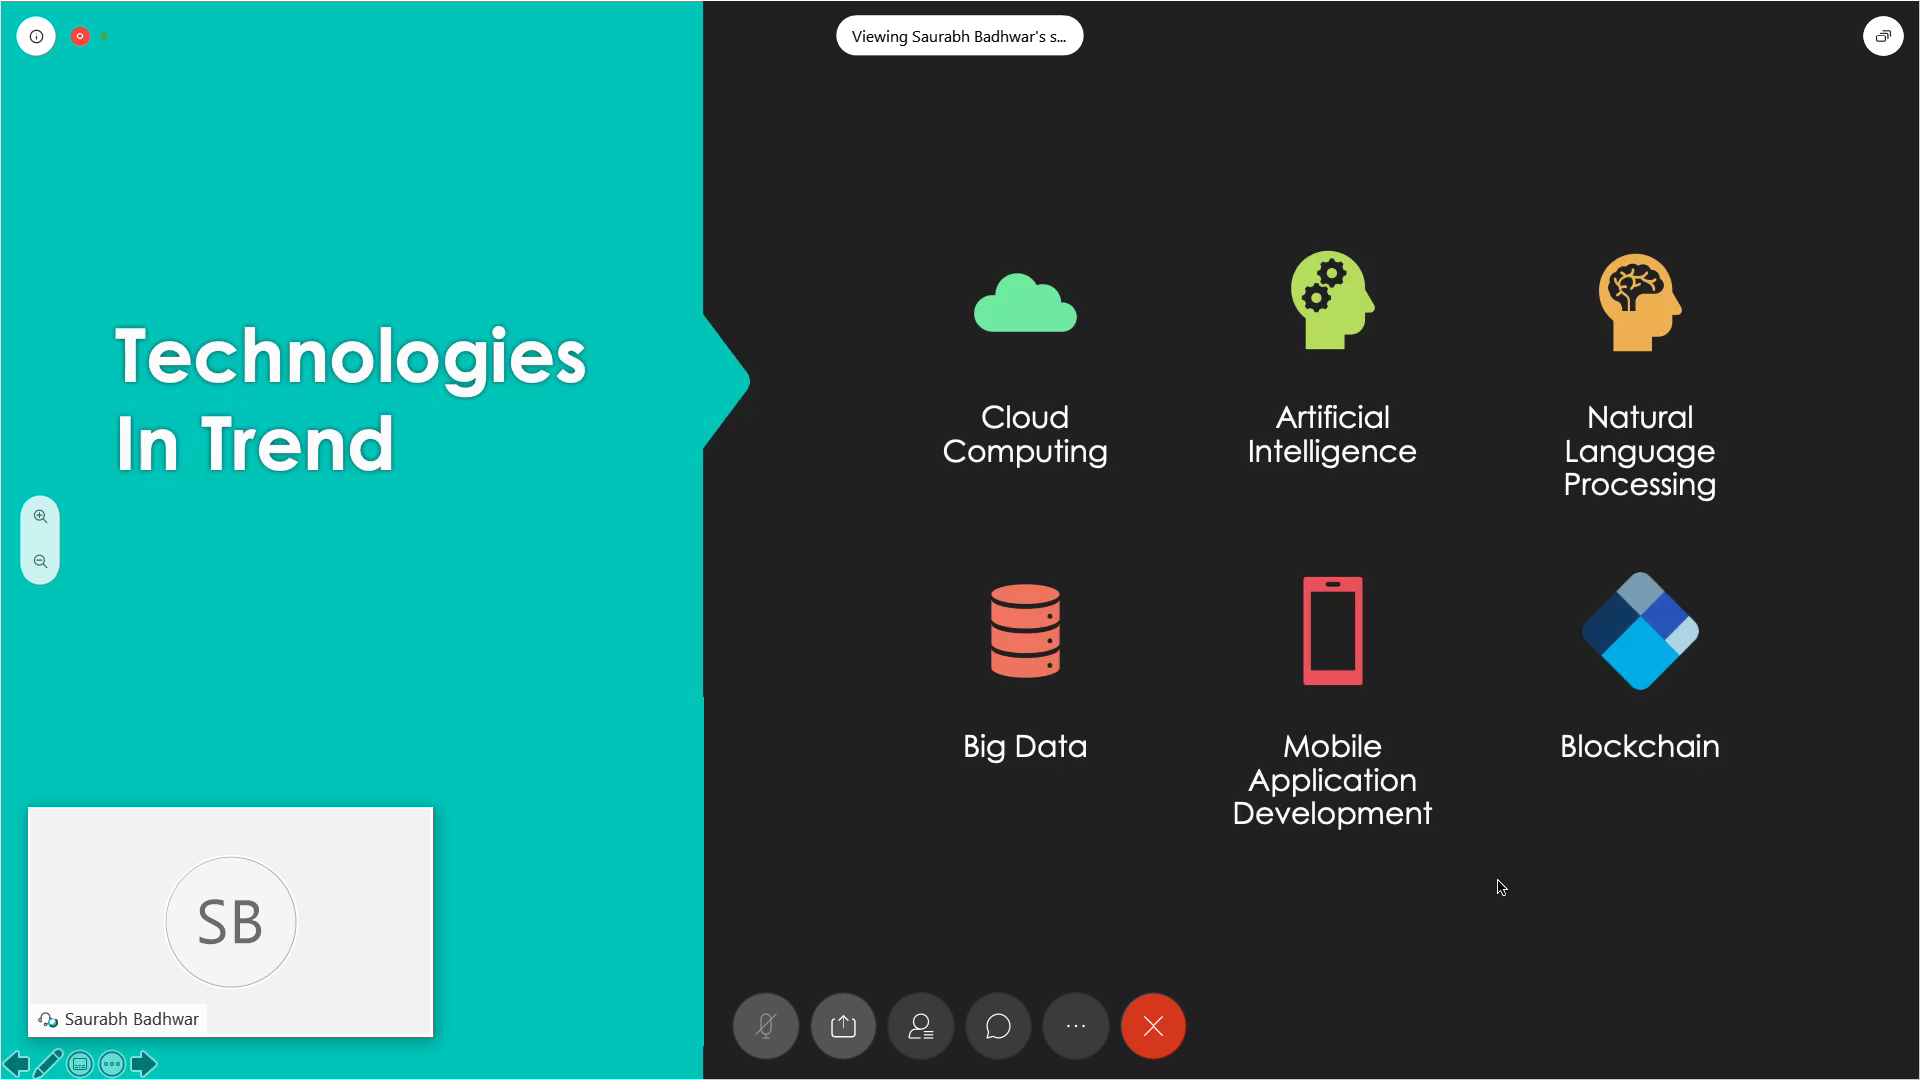 Viewing Saurabh Badhwar's s...
Technologies
In Trend
Cloud
Computing
Artificial
Intelligence
Natural
Language
Processing
Big Data
Mobile
Application
Development
Blockchain
SB
Saurabh Badhwar